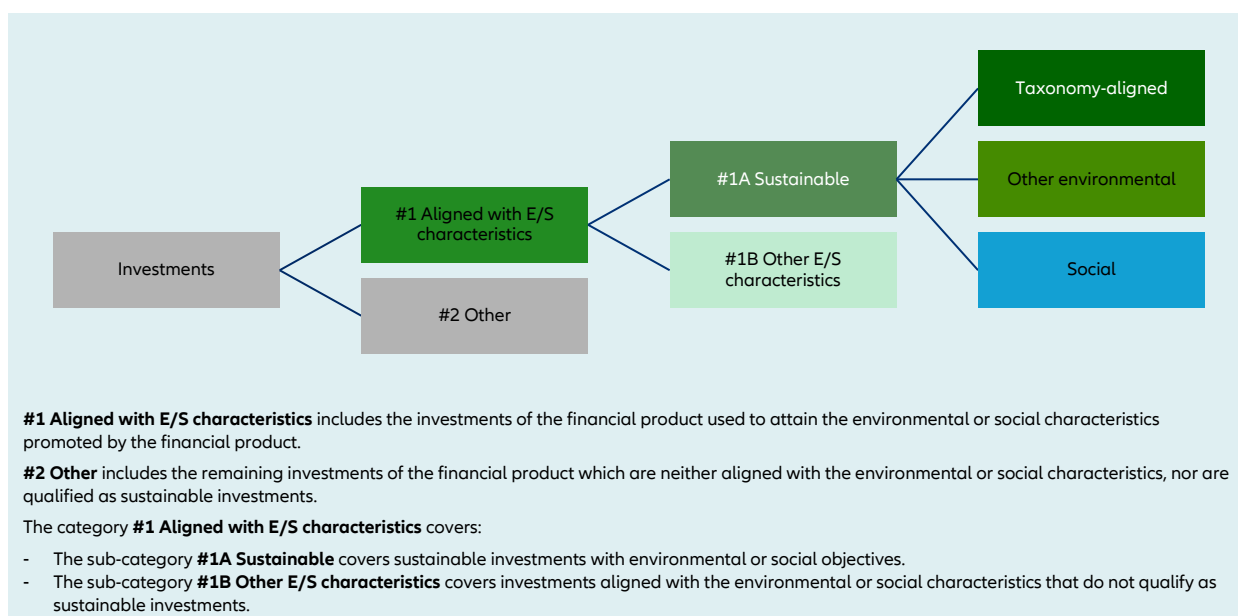 Taxonomy-aligned
#1A Sustainable
Other environmental
#1 Aligned with E/S
characteristics
Investments
#1B Other E/S
characteristics
Social
#2 Other
#1 Aligned with E/S characteristics includes the investments of the financial product used to attain the environmental or social characteristics
promoted by the financial product.
#2 Other includes the remaining investments of the financial product which are neither aligned with the environmental or social characteristics, nor are
qualified as sustainable investments.
The category #1 Aligned with E/S characteristics covers:
- The sub-category #1A Sustainable covers sustainable investments with environmental or social objectives.
- The sub-category #1B Other E/S characteristics covers investments aligned with the environmental or social characteristics that do not qualify as
sustainable investments.